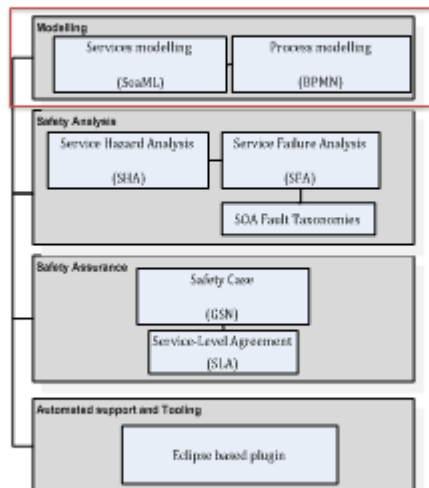 Modelling
Services modelling
(SoaML)
Process modelling
(BPMN)
Safety Analysis
Service Hazard Analysis
(SHA)
Service Failure Analysis
(SFA)
SOA Fault Taxonomies
Safety Assurance
Safety Case
(GSN)
Service-Level Agreement
(SLA)
Automated support and Tooling
Eclipse based plugin